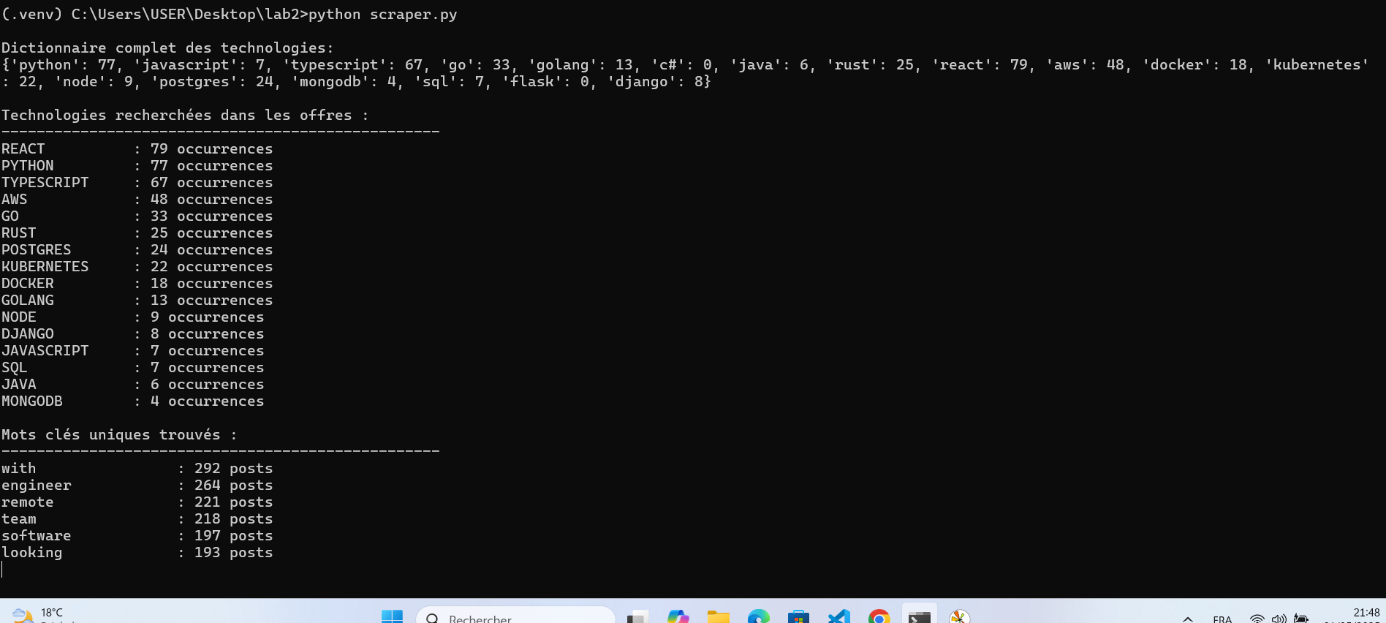 (.venv) C:\Users\USER\Desktop\lab2>python scraper.py
Dictionnaire complet des technologies:
{'python': 77, 'javascript': 7, 'typescript': 67, 'go': 33, 'golang': 13, 'c#': 0, 'java': 6, 'rust': 25, 'react': 79, 'aws': 48, 'docker': 18, 'kubernetes'
: 22, 'node': 9, 'postgres': 24, 'mongodb': 4, 'sql': 7, 'flask': 0, 'django': 8}
Technologies recherchées dans les offres :
--------------------------------------------------
REACT : 79 occurrences
PYTHON : 77 occurrences
TYPESCRIPT : 67 occurrences
AWS : 48 occurrences
GO : 33 occurrences
RUST : 25 occurrences
POSTGRES : 24 occurrences
KUBERNETES : 22 occurrences
DOCKER : 18 occurrences
GOLANG : 13 occurrences
NODE : 9 occurrences
DJANGO : 8 occurrences
JAVASCRIPT : 7 occurrences
SQL : 7 occurrences
JAVA : 6 occurrences
MONGODB : 4 occurrences
Mots clés uniques trouvés :
--------------------------------------------------
with : 292 posts
engineer : 264 posts
remote : 221 posts
team : 218 posts
software : 197 posts
looking : 193 posts
18°C
Rechercher
FRA
21:48